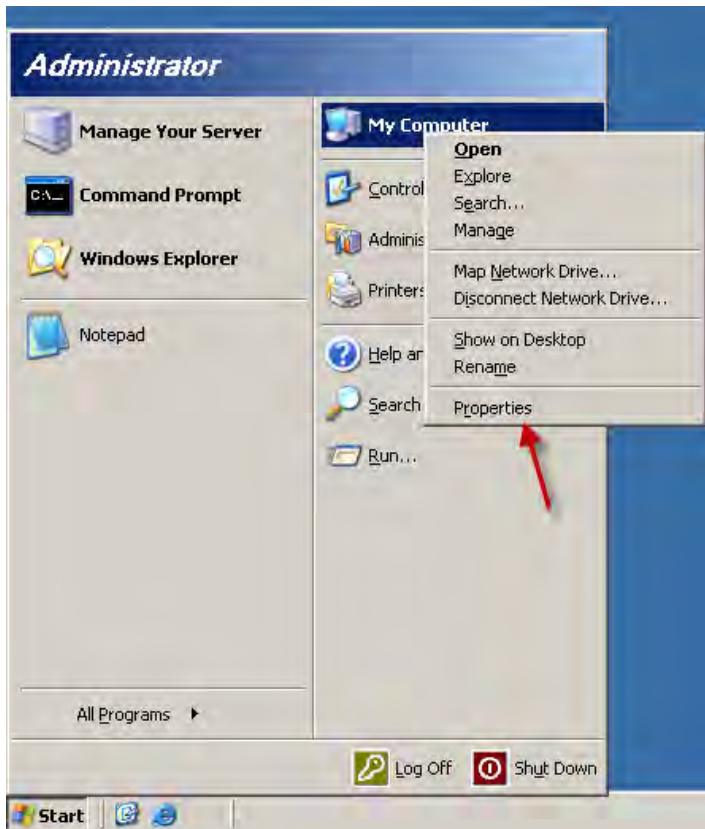 Administrator
Manage Your Server
C:\_
Command Prompt
Windows Explorer
Notepad
All Programs
My Computer
Control
Adminis
Printers
Help an
Search
Run...
Open
Explore
Search...
Manage
Map Network Drive...
Disconnect Network Drive...
Show on Desktop
Rename
Properties
Log Off
Shut Down
Start